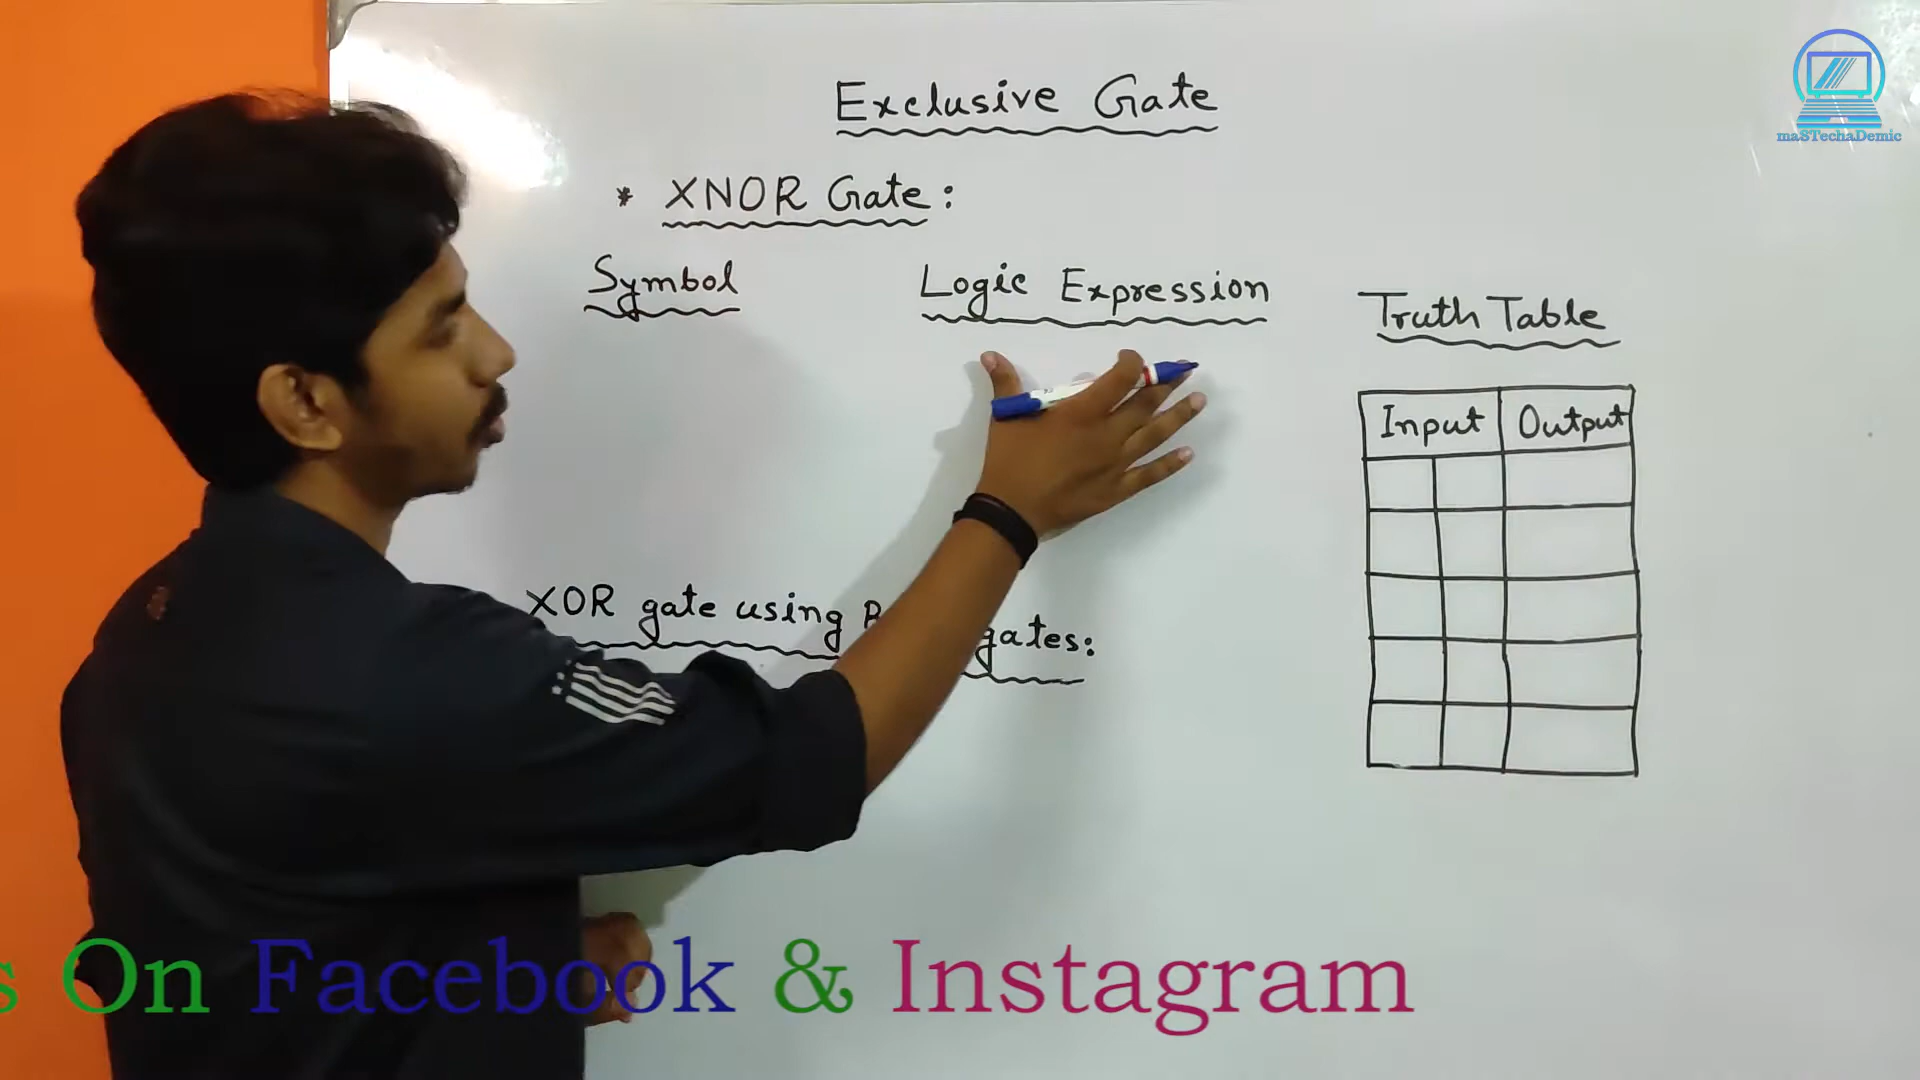 Exclusive Gate
maSTechaDemic
* XNOR Gate:
Symbol
Logic Expression
Truth Table
Input Output
XOR gate using gates:
s On Facebook & Instagram